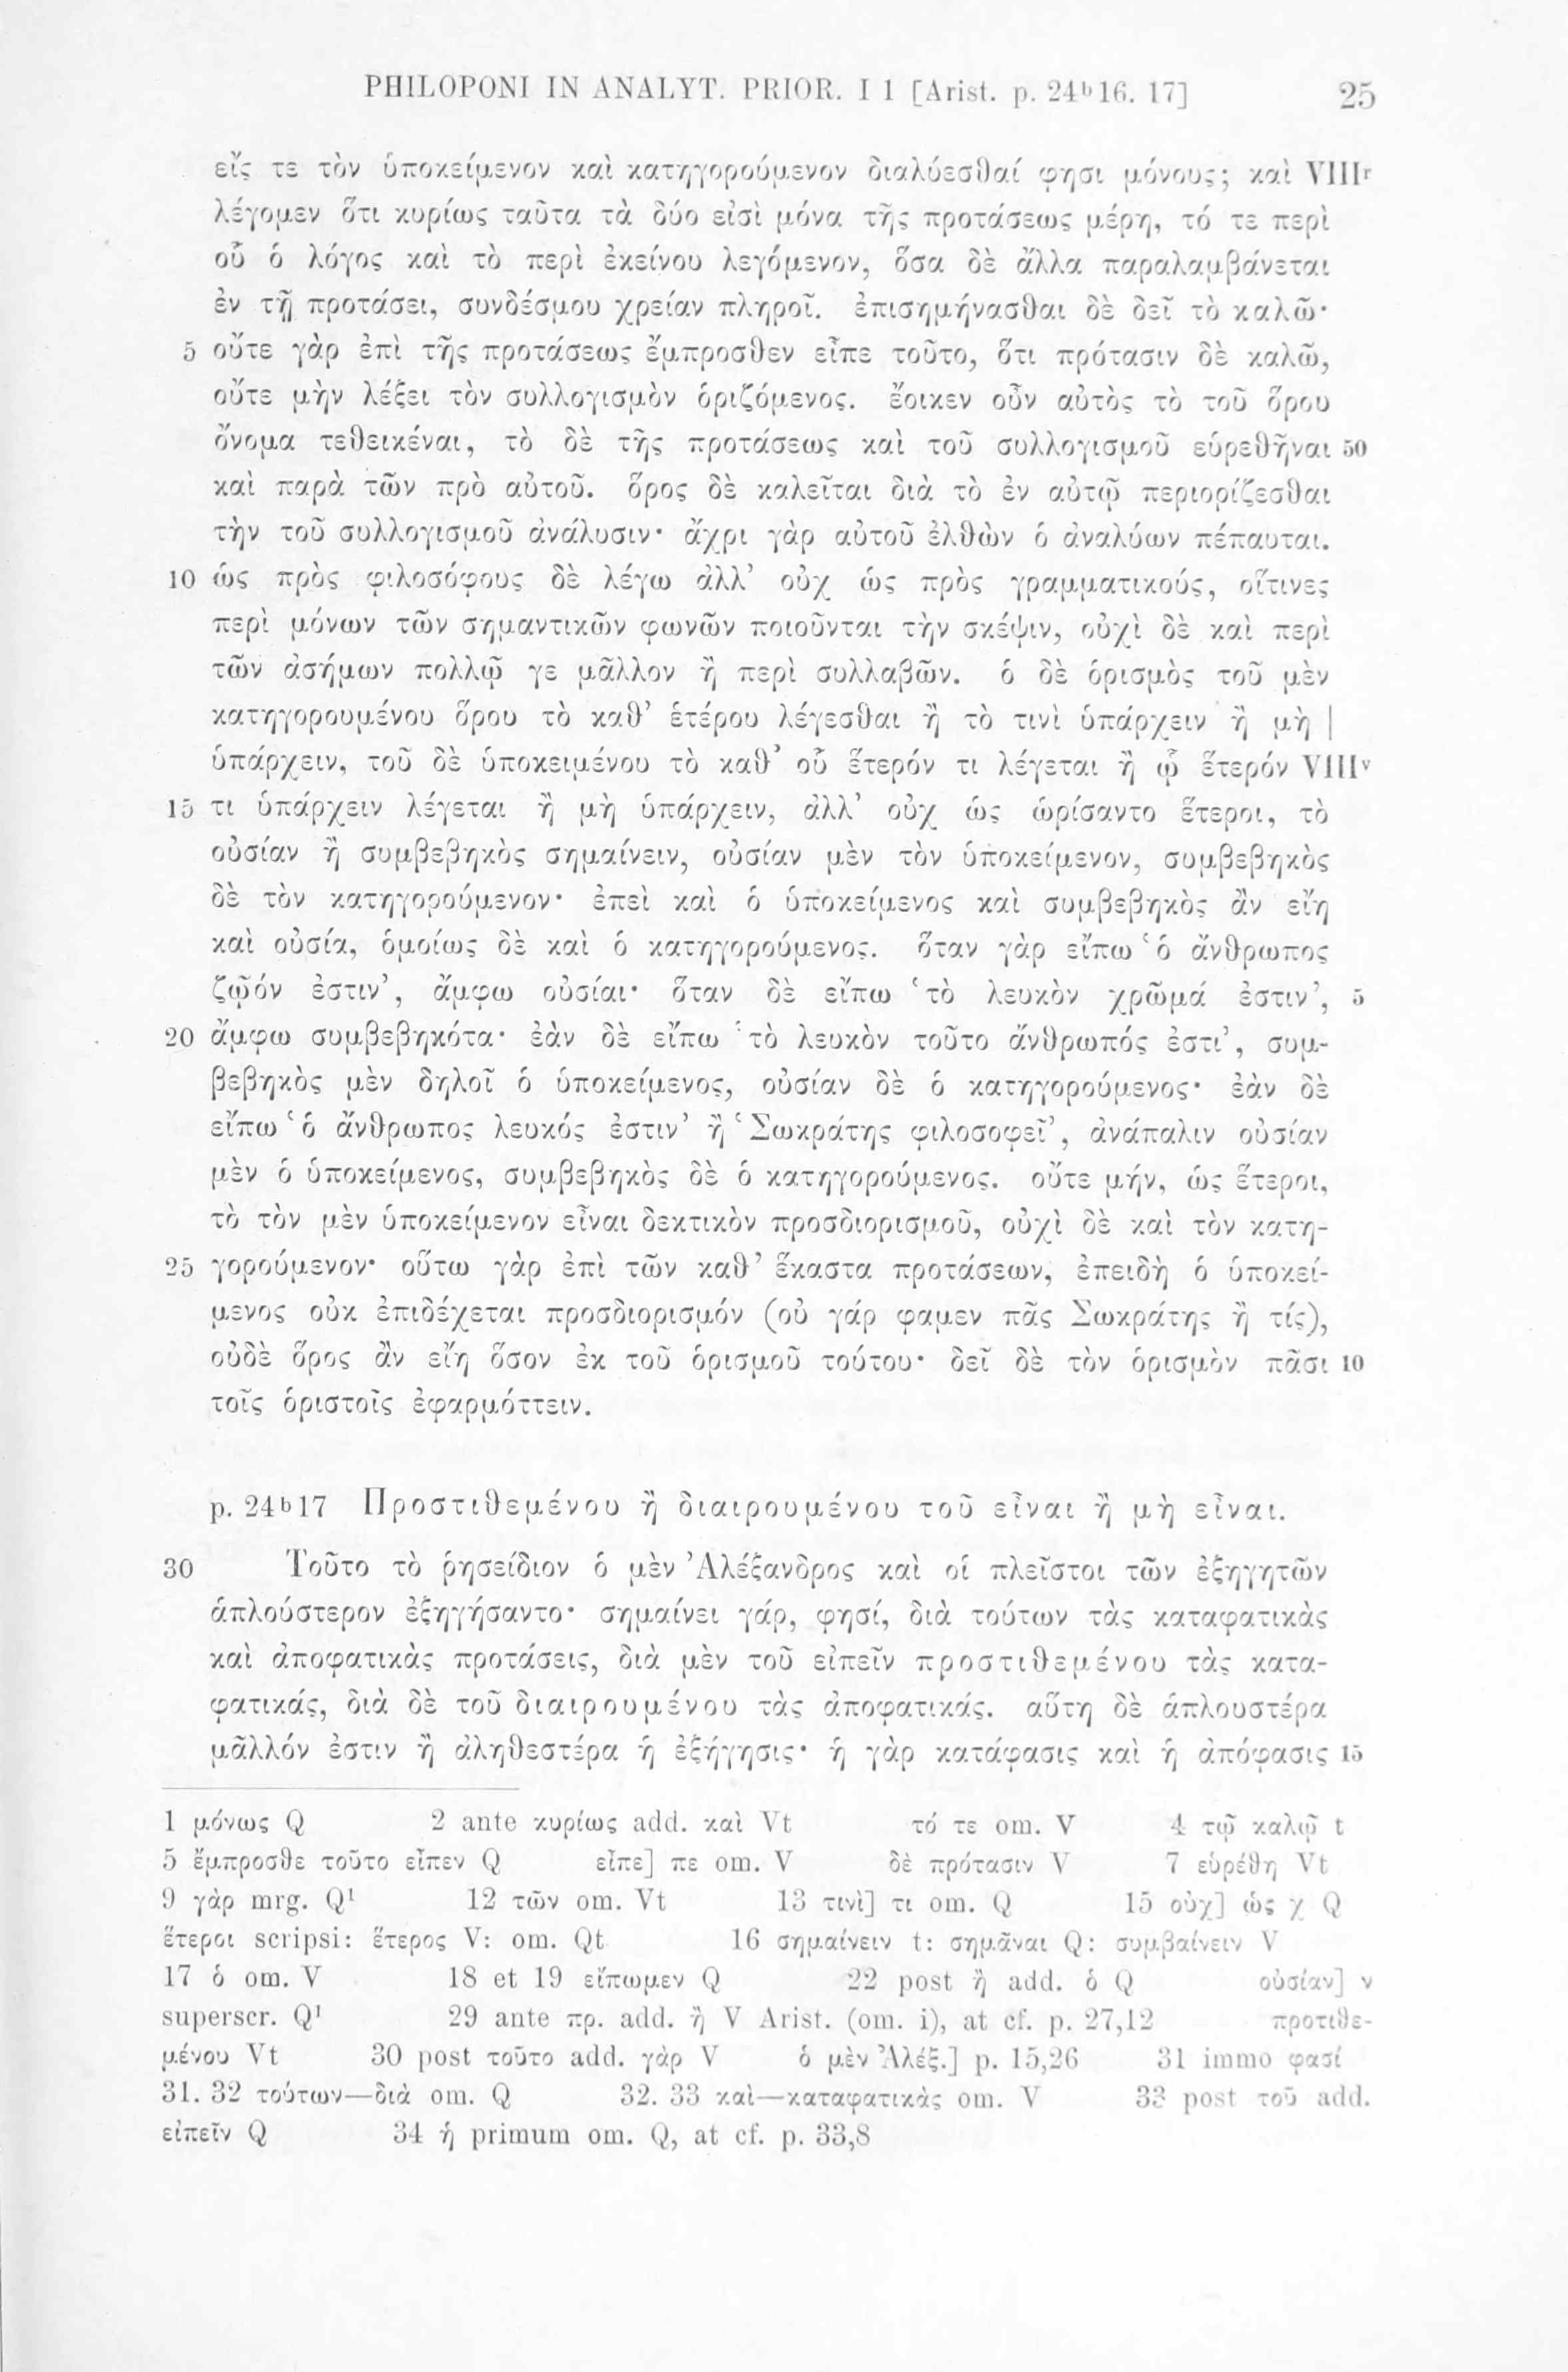 PHILOPONI IN ANALYT. PRIOR. I 1 [Arist. p. 24ᵇ16. 17] 25
εἴς τε τὸν ὑποκείμενον καὶ κατηγορούμενον διαλύεσθαί φησι μόνους; καὶ VIIIʳ
λέγομεν ὅτι κυρίως ταῦτα τὰ δύο εἰσὶ μόνα τῆς προτάσεως μέρη, τό τε περὶ
οὗ ὁ λόγος καὶ τὸ περὶ ἐκείνου λεγόμενον, ὅσα δὲ ἄλλα παραλαμβάνεται
ἐν τῇ προτάσει, συνδέσμου χρείαν πληροῖ. ἐπισημήνασθαι δὲ δεῖ τὸ καλῶ·
5 οὔτε γὰρ ἐπὶ τῆς προτάσεως ἔμπροσθεν εἶπε τοῦτο, ὅτι πρότασιν δὲ καλῶ,
οὔτε μὴν λέξει τὸν συλλογισμὸν ὁριζόμενος. ἔοικεν οὖν αὐτὸς τὸ τοῦ ὅρου
ὄνομα τεθεικέναι, τὸ δὲ τῆς προτάσεως καὶ τοῦ συλλογισμοῦ εὑρεθῆναι 50
καὶ παρὰ τῶν πρὸ αὐτοῦ. ὅρος δὲ καλεῖται διὰ τὸ ἐν αὐτῷ περιορίζεσθαι
τὴν τοῦ συλλογισμοῦ ἀνάλυσιν· ἄχρι γὰρ αὐτοῦ ἐλθὼν ὁ ἀναλύων πέπαυται.
10 ὡς πρὸς φιλοσόφους δὲ λέγω ἀλλ’ οὐχ ὡς πρὸς γραμματικούς, οἵτινες
περὶ μόνων τῶν σημαντικῶν φωνῶν ποιοῦνται τὴν σκέψιν, οὐχὶ δὲ καὶ περὶ
τῶν ἀσήμων πολλῷ γε μᾶλλον ἢ περὶ συλλαβῶν. ὁ δὲ ὁρισμὸς τοῦ μὲν
κατηγορουμένου ὅρου τὸ καθ’ ἑτέρου λέγεσθαι ἢ τὸ τινὶ ὑπάρχειν ἢ μὴ |
ὑπάρχειν, τοῦ δὲ ὑποκειμένου τὸ καθ’ οὗ ἕτερόν τι λέγεται ἢ ᾧ ἕτερόν VIIIᵛ
15 τι ὑπάρχειν λέγεται ἢ μὴ ὑπάρχειν, ἀλλ’ οὐχ ὡς ὡρίσαντο ἕτεροι, τὸ
οὐσίαν ἢ συμβεβηκὸς σημαίνειν, οὐσίαν μὲν τὸν ὑποκείμενον, συμβεβηκὸς
δὲ τὸν κατηγορούμενον· ἐπεὶ καὶ ὁ ὑποκείμενος καὶ συμβεβηκὸς ἂν εἴη
καὶ οὐσία, ὁμοίως δὲ καὶ ὁ κατηγορούμενος. ὅταν γὰρ εἴπω ‘ὁ ἄνθρωπος
ζῷόν ἐστιν’, ἄμφω οὐσίαι· ὅταν δὲ εἴπω ‘τὸ λευκὸν χρῶμά ἐστιν’, 5
20 ἄμφω συμβεβηκότα· ἐὰν δὲ εἴπω ‘τὸ λευκὸν τοῦτο ἄνθρωπός ἐστι’, συμ-
βεβηκὸς μὲν δηλοῖ ὁ ὑποκείμενος, οὐσίαν δὲ ὁ κατηγορούμενος· ἐὰν δὲ
εἴπω ‘ὁ ἄνθρωπος λευκός ἐστιν’ ἢ ‘Σωκράτης φιλοσοφεῖ’, ἀνάπαλιν οὐσίαν
μὲν ὁ ὑποκείμενος, συμβεβηκὸς δὲ ὁ κατηγορούμενος. οὔτε μήν, ὡς ἕτεροι,
τὸ τὸν μὲν ὑποκείμενον εἶναι δεκτικὸν προσδιορισμοῦ, οὐχὶ δὲ καὶ τὸν κατη-
25 γορούμενον· οὕτω γὰρ ἐπὶ τῶν καθ’ ἕκαστα προτάσεων, ἐπειδὴ ὁ ὑποκεί-
μενος οὐκ ἐπιδέχεται προσδιορισμόν (οὐ γάρ φαμεν πᾶς Σωκράτης ἢ τίς),
οὐδὲ ὅρος ἂν εἴη ὅσον ἐκ τοῦ ὁρισμοῦ τούτου· δεῖ δὲ τὸν ὁρισμὸν πᾶσι 10
τοῖς ὁριστοῖς ἐφαρμόττειν.
p. 24ᵇ17 Προστιθεμένου ἢ διαιρουμένου τοῦ εἶναι ἢ μὴ εἶναι.
30 Τοῦτο τὸ ῥησείδιον ὁ μὲν Ἀλέξανδρος καὶ οἱ πλεῖστοι τῶν ἐξηγητῶν
ἁπλούστερον ἐξηγήσαντο· σημαίνει γάρ, φησί, διὰ τούτων τὰς καταφατικὰς
καὶ ἀποφατικὰς προτάσεις, διὰ μὲν τοῦ εἰπεῖν προστιθεμένου τὰς κατα-
φατικάς, διὰ δὲ τοῦ διαιρουμένου τὰς ἀποφατικάς. αὕτη δὲ ἁπλουστέρα
μᾶλλόν ἐστιν ἢ ἀληθεστέρα ἡ ἐξήγησις· ἡ γὰρ κατάφασις καὶ ἡ ἀπόφασις 15
1 μόνως Q 2 ante κυρίως add. καὶ Vt τό τε om. V 4 τῷ καλῷ t
5 ἔμπροσθε τοῦτο εἶπεν Q εἶπε] πε om. V δὲ πρότασιν V 7 εὑρέθη Vt
9 γὰρ mrg. Q¹ 12 τῶν om. Vt 13 τινὶ] τι om. Q 15 οὐχ] ὡς χ Q
ἕτεροι scripsi: ἕτερος V: om. Qt 16 σημαίνειν t: σημᾶναι Q: συμβαίνειν V
17 ὁ om. V 18 et 19 εἴπωμεν Q 22 post ἢ add. ὁ Q οὐσίαν] ν
superscr. Q¹ 29 ante πρ. add. ἢ V Arist. (om. i), at cf. p. 27,12 προτιθε-
μένου Vt 30 post τοῦτο add. γὰρ V ὁ μὲν Ἀλέξ.] p. 15,26 31 immo φασί
31. 32 τούτων—διὰ om. Q 32. 33 καὶ—καταφατικὰς om. V 33 post τοῦ add.
εἰπεῖν Q 34 ἡ primum om. Q, at cf. p. 33,8